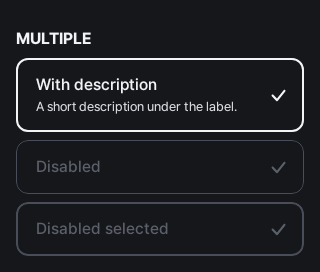 MULTIPLE
With description
A short description under the label.
Disabled
Disabled selected